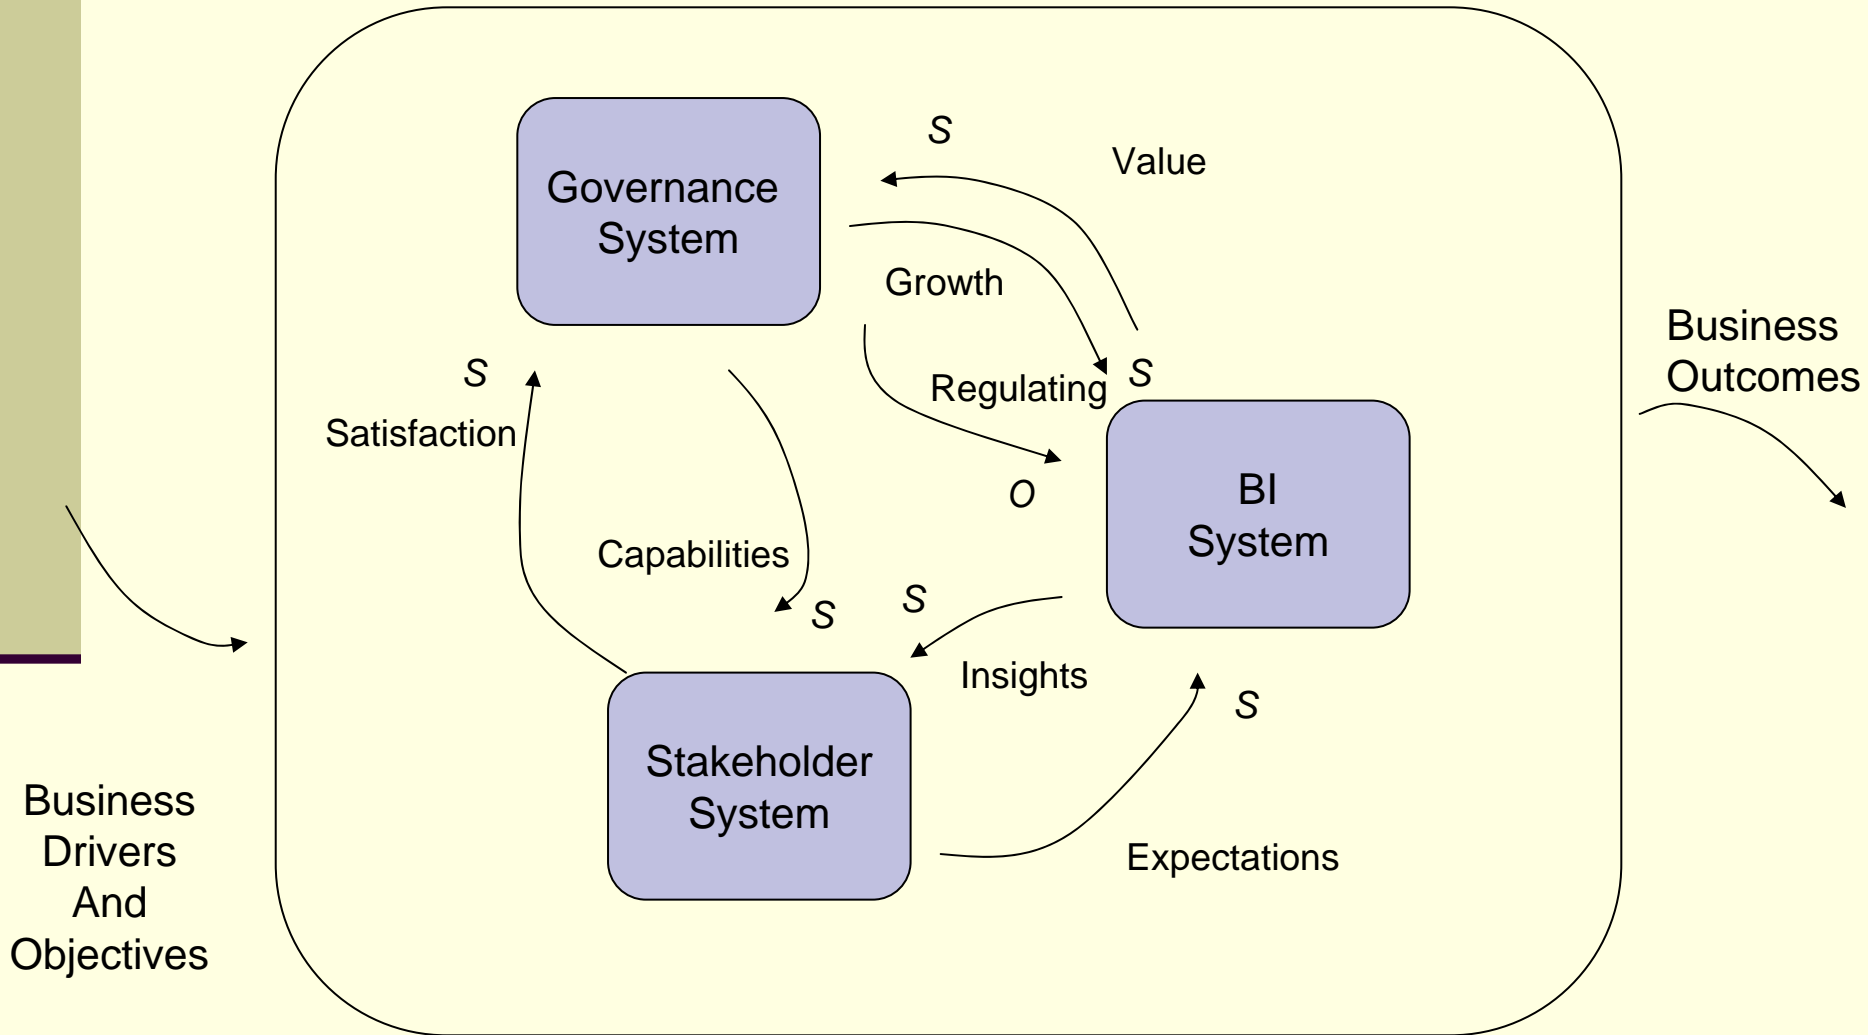 S
Value
Governance
System
Growth
Business
Outcomes
S
Regulating
S
Satisfaction
O
BI
System
Capabilities
S
S
Insights
S
Stakeholder
System
Expectations
Business
Drivers
And
Objectives